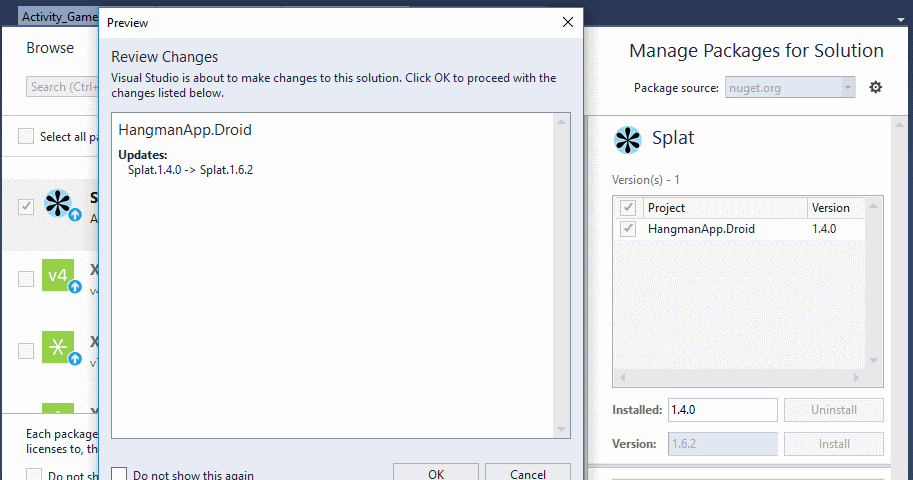 Activity_Game
Preview
Browse
Manage Packages for Solution
Search (Ctrl+
Package source: nuget.org
Review Changes
Visual Studio is about to make changes to this solution. Click OK to proceed with the
changes listed below.
Select all pa
HangmanApp.Droid
Updates:
Splat.1.4.0 -> Splat.1.6.2
S
A
v4
X
v4
X
v7
Each package
licenses to, th
Do not sh
Do not show this again
OK
Cancel
Splat
Version(s) - 1
Project Version
HangmanApp.Droid 1.4.0
Installed: 1.4.0 Uninstall
Version: 1.6.2 Install